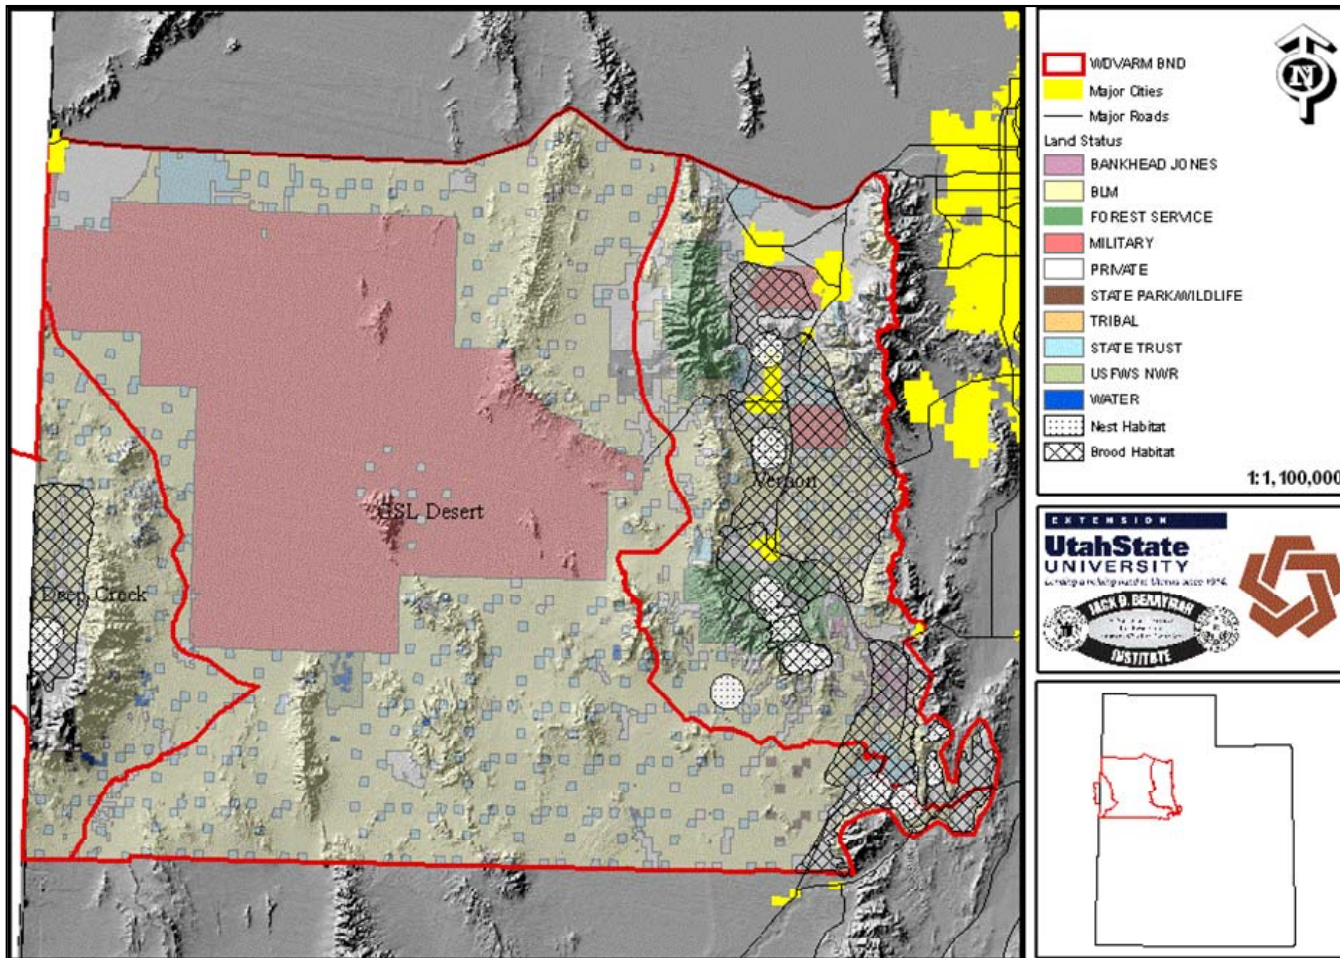 GSL Desert
Deep Creek
Vernon
N
WDVARM BND
Major Cities
Major Roads
Land Status
BANKHEAD JONES
BLM
FOREST SERVICE
MILITARY
PRIVATE
STATE PARK/WILDLIFE
TRIBAL
STATE TRUST
USFWS NWR
WATER
Nest Habitat
Brood Habitat
1:1,100,000
EXTENSION
UtahState
UNIVERSITY
JACK H. BERRYMAN
INSTITUTE